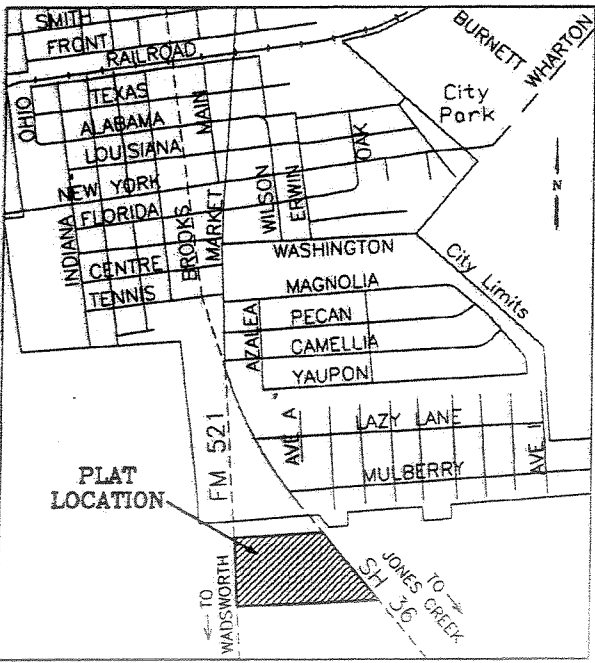 SMITH
FRONT
RAILROAD
BURNETT
WHARTON
OHIO
TEXAS
MAIN
City
Park
ALABAMA
LOUISIANA
OAK
NEW YORK
WILSON
ERWIN
N
FLORIDA
BROOKS
MARKET
INDIANA
WASHINGTON
CENTRE
City Limits
TENNIS
MAGNOLIA
PECAN
AZALEA
CAMELLIA
YAUPON
FM 521
AVE A
LAZY LANE
AVE I
MULBERRY
PLAT
LOCATION
TO
WADSWORTH
TO
JONES CREEK
SH 36